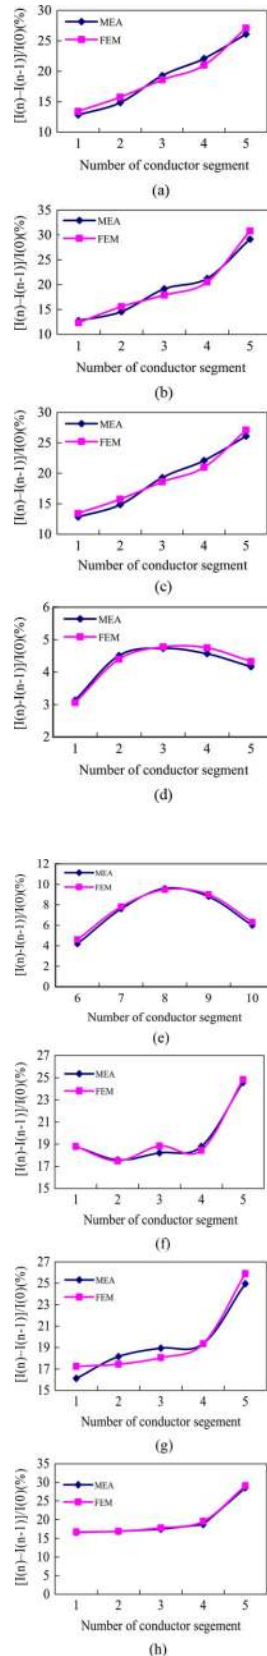 [I(n)–I(n-1)]/I(0)(%)
30
25
20
15
10
MEA
FEM
1 2 3 4 5
Number of conductor segment
(a)
[I(n)–I(n-1)]/I(0)(%)
35
30
25
20
15
10
MEA
FEM
1 2 3 4 5
Number of conductor segment
(b)
[I(n)–I(n-1)]/I(0)(%)
30
25
20
15
10
MEA
FEM
1 2 3 4 5
Number of conductor segment
(c)
[I(n)-I(n-1)]/I(0)(%)
6
5
4
3
2
MEA
FEM
1 2 3 4 5
Number of conductor segment
(d)
[I(n)-I(n-1)]/I(0)(%)
12
10
8
6
4
2
0
MEA
FEM
6 7 8 9 10
Number of conductor segment
(e)
[I(n)-I(n-1)]/I(0)(%)
27
25
23
21
19
17
15
MEA
FEM
1 2 3 4 5
Number of conductor segment
(f)
[I(n)–I(n–1)]/I(0)(%)
27
25
23
21
19
17
15
MEA
FEM
1 2 3 4 5
Number of conductor segement
(g)
[I(n)–I(n-1)]/I(0)(%)
35
30
25
20
15
10
5
0
MEA
FEM
1 2 3 4 5
Number of conductor segment
(h)